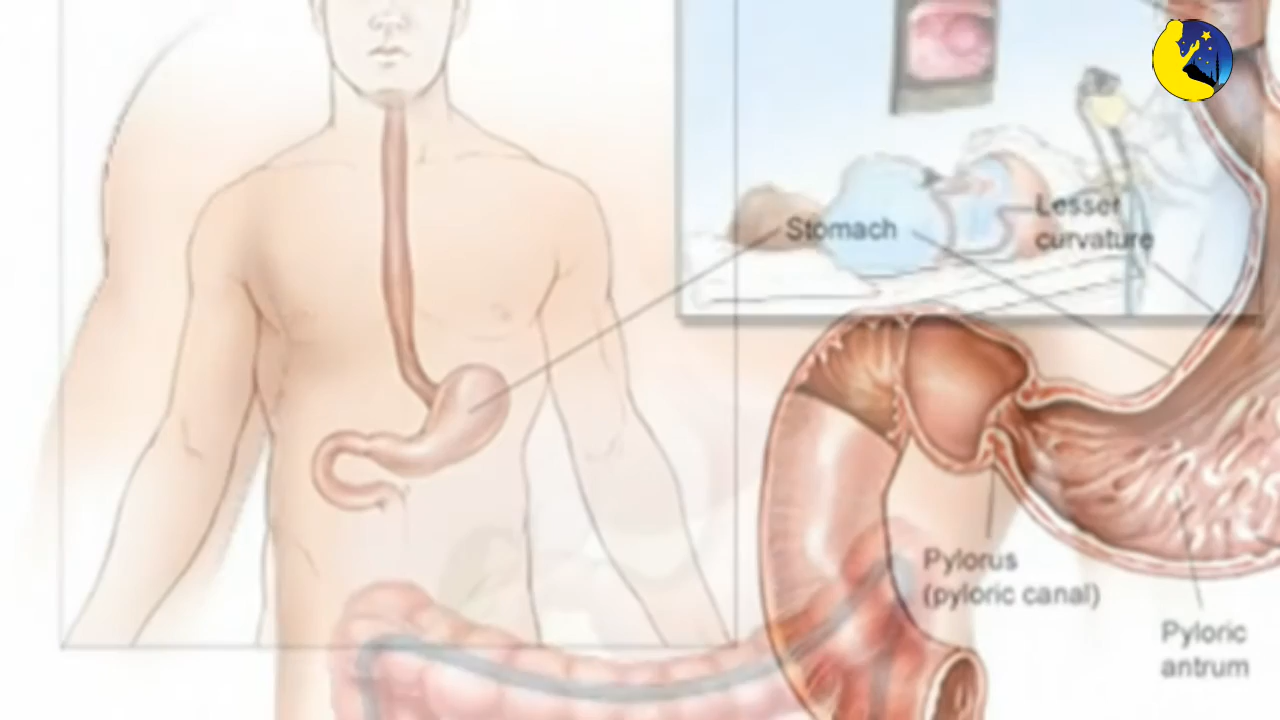 Stomach
Lesser
curvature
Pylorus
(pyloric canal)
Pyloric
antrum